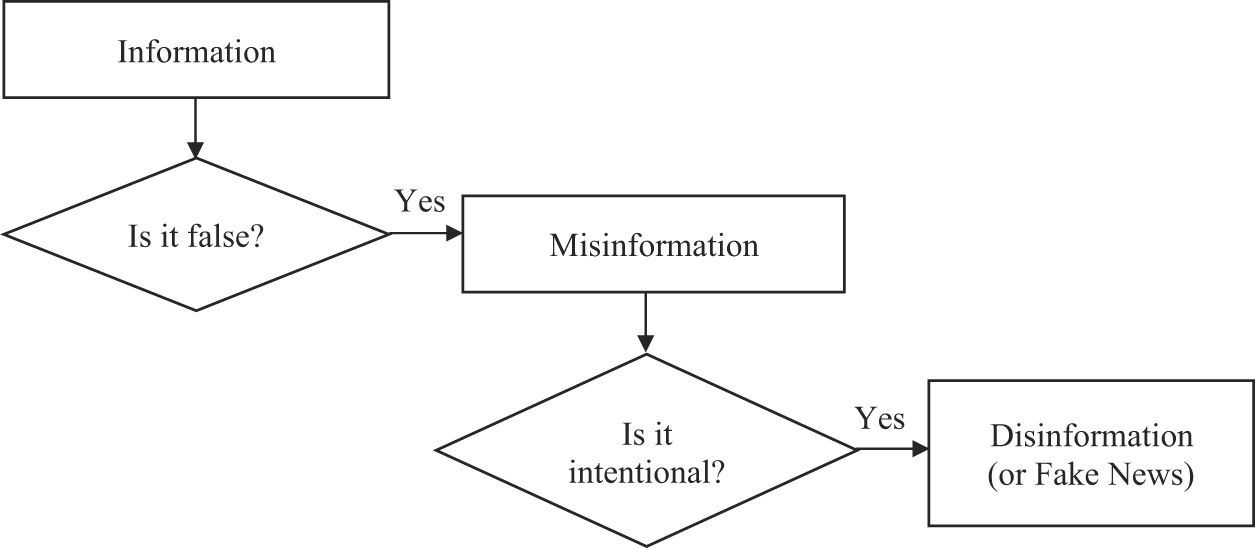 Information
Is it false?
Yes
Misinformation
Is it
intentional?
Yes
Disinformation
(or Fake News)